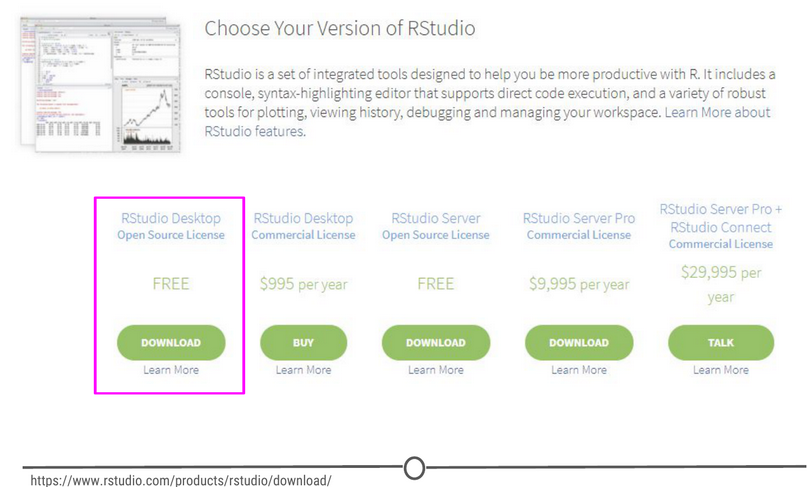 Choose Your Version of RStudio
RStudio is a set of integrated tools designed to help you be more productive with R. It includes a
console, syntax-highlighting editor that supports direct code execution, and a variety of robust
tools for plotting, viewing history, debugging and managing your workspace. Learn More about
RStudio features.
RStudio Desktop
Open Source License
FREE
DOWNLOAD
Learn More
RStudio Desktop
Commercial License
$995 per year
BUY
Learn More
RStudio Server
Open Source License
FREE
DOWNLOAD
Learn More
RStudio Server Pro
Commercial License
$9,995 per year
DOWNLOAD
Learn More
RStudio Server Pro +
RStudio Connect
Commercial License
$29,995 per
year
TALK
Learn More
https://www.rstudio.com/products/rstudio/download/